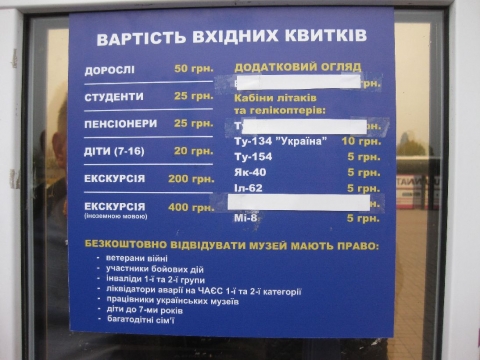 ВАРТІСТЬ ВХІДНИХ КВИТКІВ
ДОРОСЛІ 50 грн.
СТУДЕНТИ 25 грн.
ПЕНСІОНЕРИ 25 грн.
ДІТИ (7-16) 20 грн.
ЕКСКУРСІЯ 200 грн.
ЕКСКУРСІЯ 400 грн.
(іноземною мовою)
ДОДАТКОВИЙ ОГЛЯД
грн.
Кабіни літаків
та гелікоптерів:
грн.
Ту-134 "Україна" 10 грн.
Ту-154 5 грн.
Як-40 5 грн.
Іл-62 5 грн.
Мі-8 5 грн.
БЕЗКОШТОВНО ВІДВІДУВАТИ МУЗЕЙ МАЮТЬ ПРАВО:
- ветерани війни
- учасники бойових дій
- інваліди 1-ї та 2-ї групи
- ліквідатори аварії на ЧАЄС 1-ї та 2-ї категорії
- працівники українських музеїв
- діти до 7-ми років
- багатодітні сім'ї